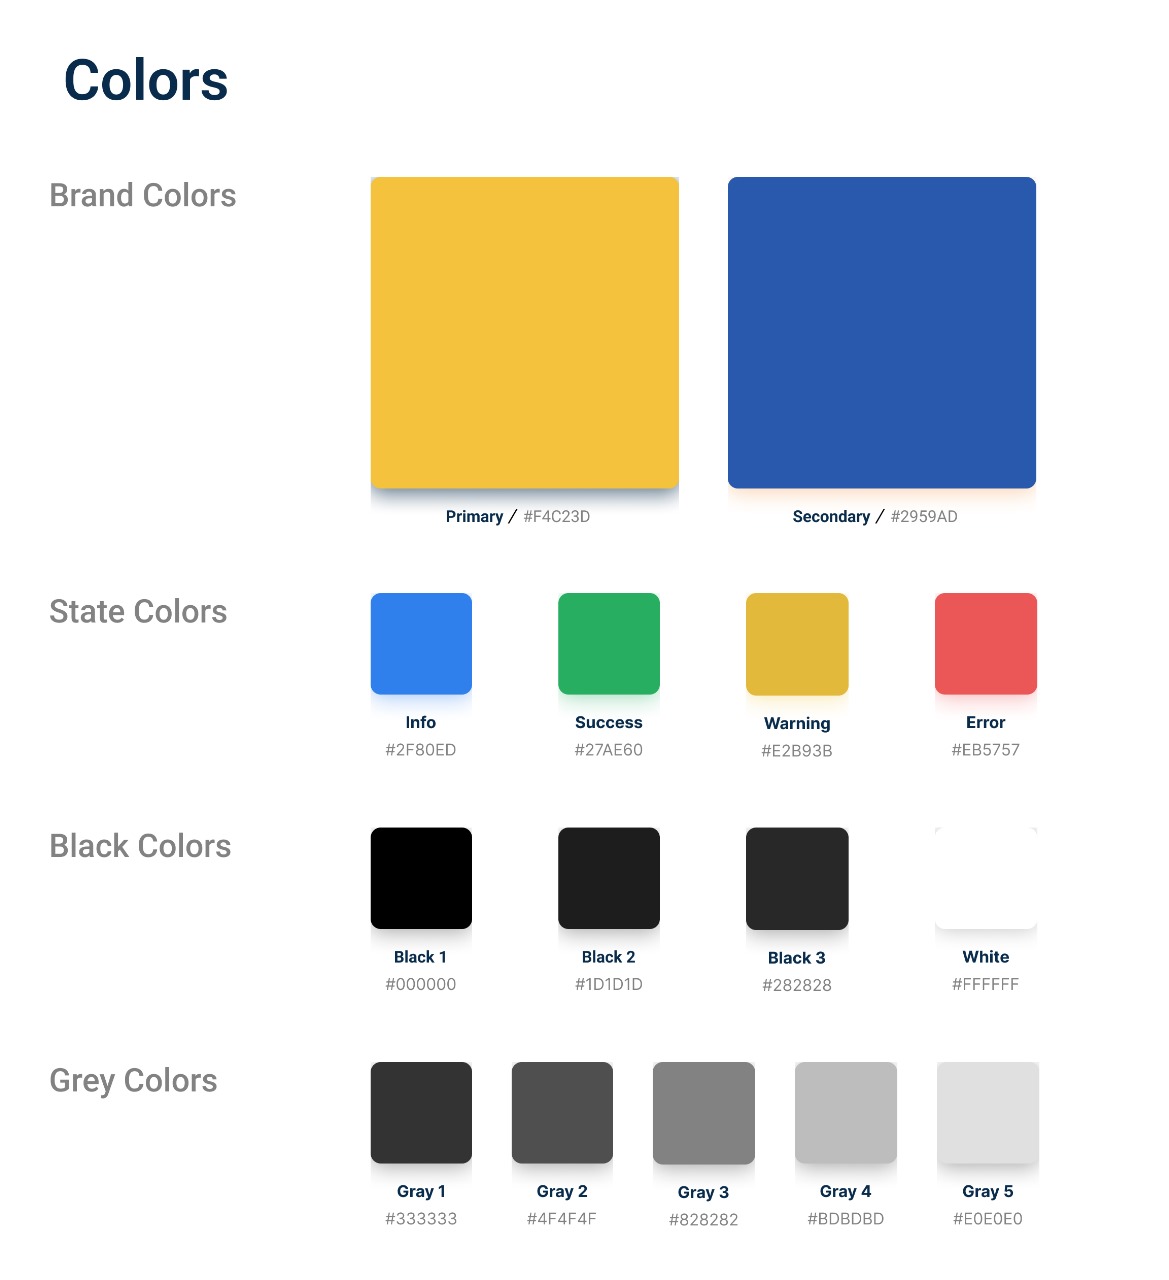 Colors
Brand Colors
Primary / #F4C23D
Secondary / #2959AD
State Colors
Info
#2F80ED
Success
#27AE60
Warning
#E2B93B
Error
#EB5757
Black Colors
Black 1
#000000
Black 2
#1D1D1D
Black 3
#282828
White
#FFFFFF
Grey Colors
Gray 1
#333333
Gray 2
#4F4F4F
Gray 3
#828282
Gray 4
#BDBDBD
Gray 5
#E0E0E0